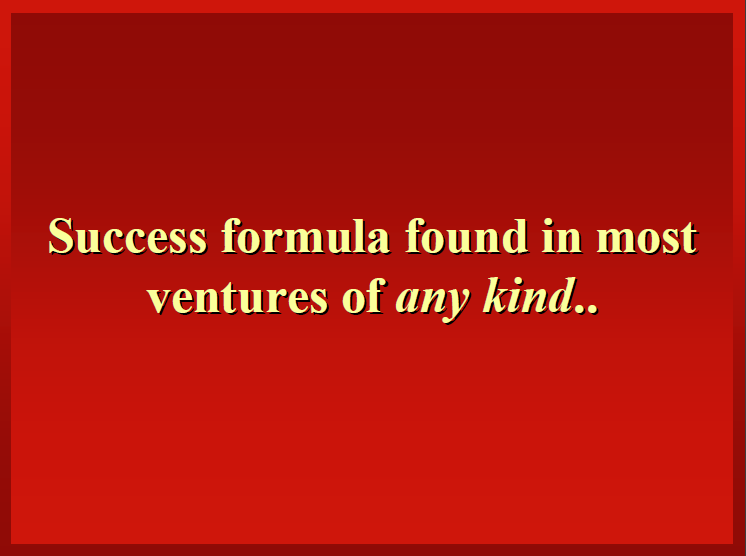 Success formula found in most
ventures of any kind..